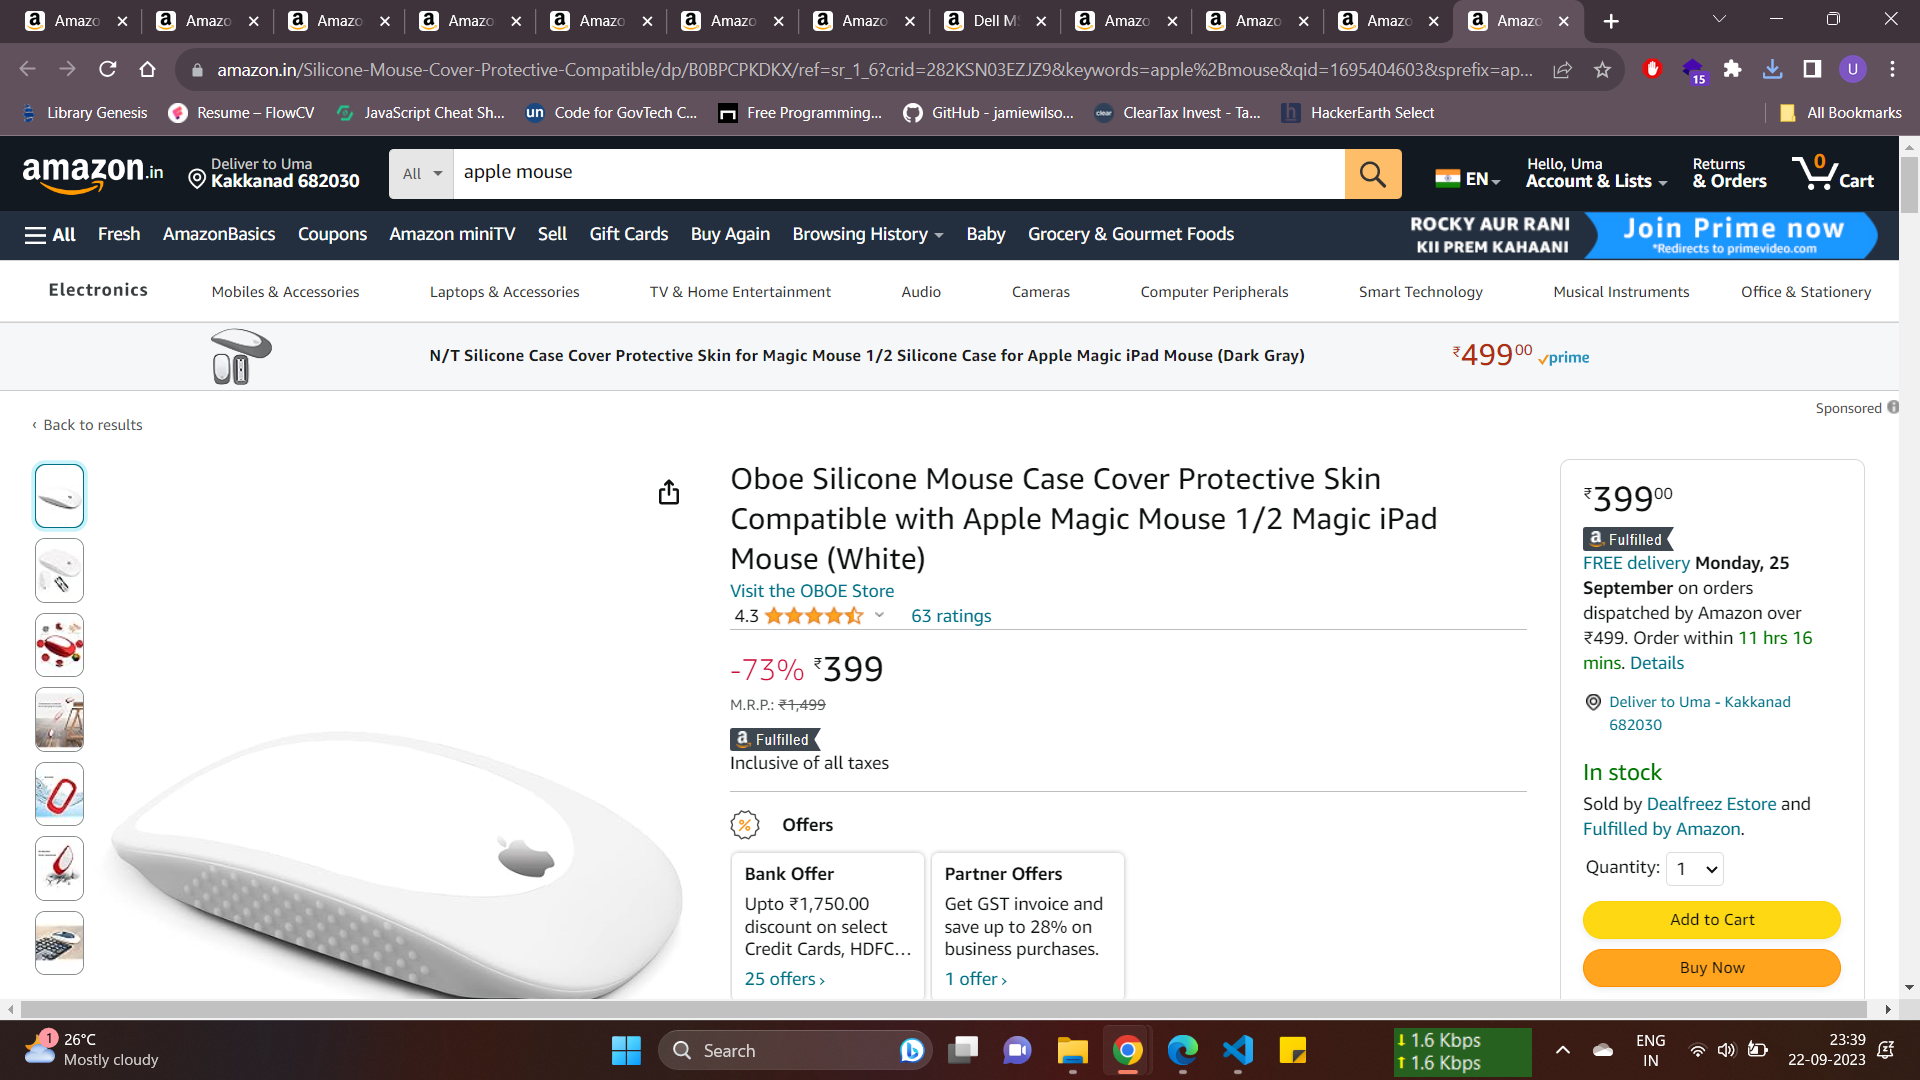 Amazo
Amazo
Amazo
Amazo
Amazo
Amazo
Amazo
Dell M
Amazo
Amazo
Amazo
Amazo
amazon.in/Silicone-Mouse-Cover-Protective-Compatible/dp/B0BPCPKDKX/ref=sr_1_6?crid=282KSN03EZJZ9&keywords=apple%2Bmouse&qid=1695404603&sprefix=ap...
15
U
Library Genesis
Resume – FlowCV
JavaScript Cheat Sh...
un Code for GovTech C...
Free Programming...
GitHub - jamiewilso...
clear ClearTax Invest - Ta...
h HackerEarth Select
All Bookmarks
amazon.in
Deliver to Uma
Kakkanad 682030
All
apple mouse
EN
Hello, Uma
Account & Lists
Returns
& Orders
0
Cart
All
Fresh
AmazonBasics
Coupons
Amazon miniTV
Sell
Gift Cards
Buy Again
Browsing History
Baby
Grocery & Gourmet Foods
ROCKY AUR RANI
KII PREM KAHAANI
Join Prime now
*Redirects to primevideo.com
Electronics
Mobiles & Accessories
Laptops & Accessories
TV & Home Entertainment
Audio
Cameras
Computer Peripherals
Smart Technology
Musical Instruments
Office & Stationery
N/T Silicone Case Cover Protective Skin for Magic Mouse 1/2 Silicone Case for Apple Magic iPad Mouse (Dark Gray)
₹499 00 prime
Sponsored
‹ Back to results
Oboe Silicone Mouse Case Cover Protective Skin
Compatible with Apple Magic Mouse 1/2 Magic iPad
Mouse (White)
Visit the OBOE Store
4.3
63 ratings
-73% ₹399
M.R.P.: ₹1,499
a Fulfilled
Inclusive of all taxes
Offers
Bank Offer
Upto ₹1,750.00
discount on select
Credit Cards, HDFC...
25 offers ›
Partner Offers
Get GST invoice and
save up to 28% on
business purchases.
1 offer ›
₹399 00
a Fulfilled
FREE delivery Monday, 25
September on orders
dispatched by Amazon over
₹499. Order within 11 hrs 16
mins. Details
Deliver to Uma - Kakkanad
682030
In stock
Sold by Dealfreez Estore and
Fulfilled by Amazon.
Quantity: 1
Add to Cart
Buy Now
1
26°C
Mostly cloudy
Search
1.6 Kbps
1.6 Kbps
ENG
IN
23:39
22-09-2023